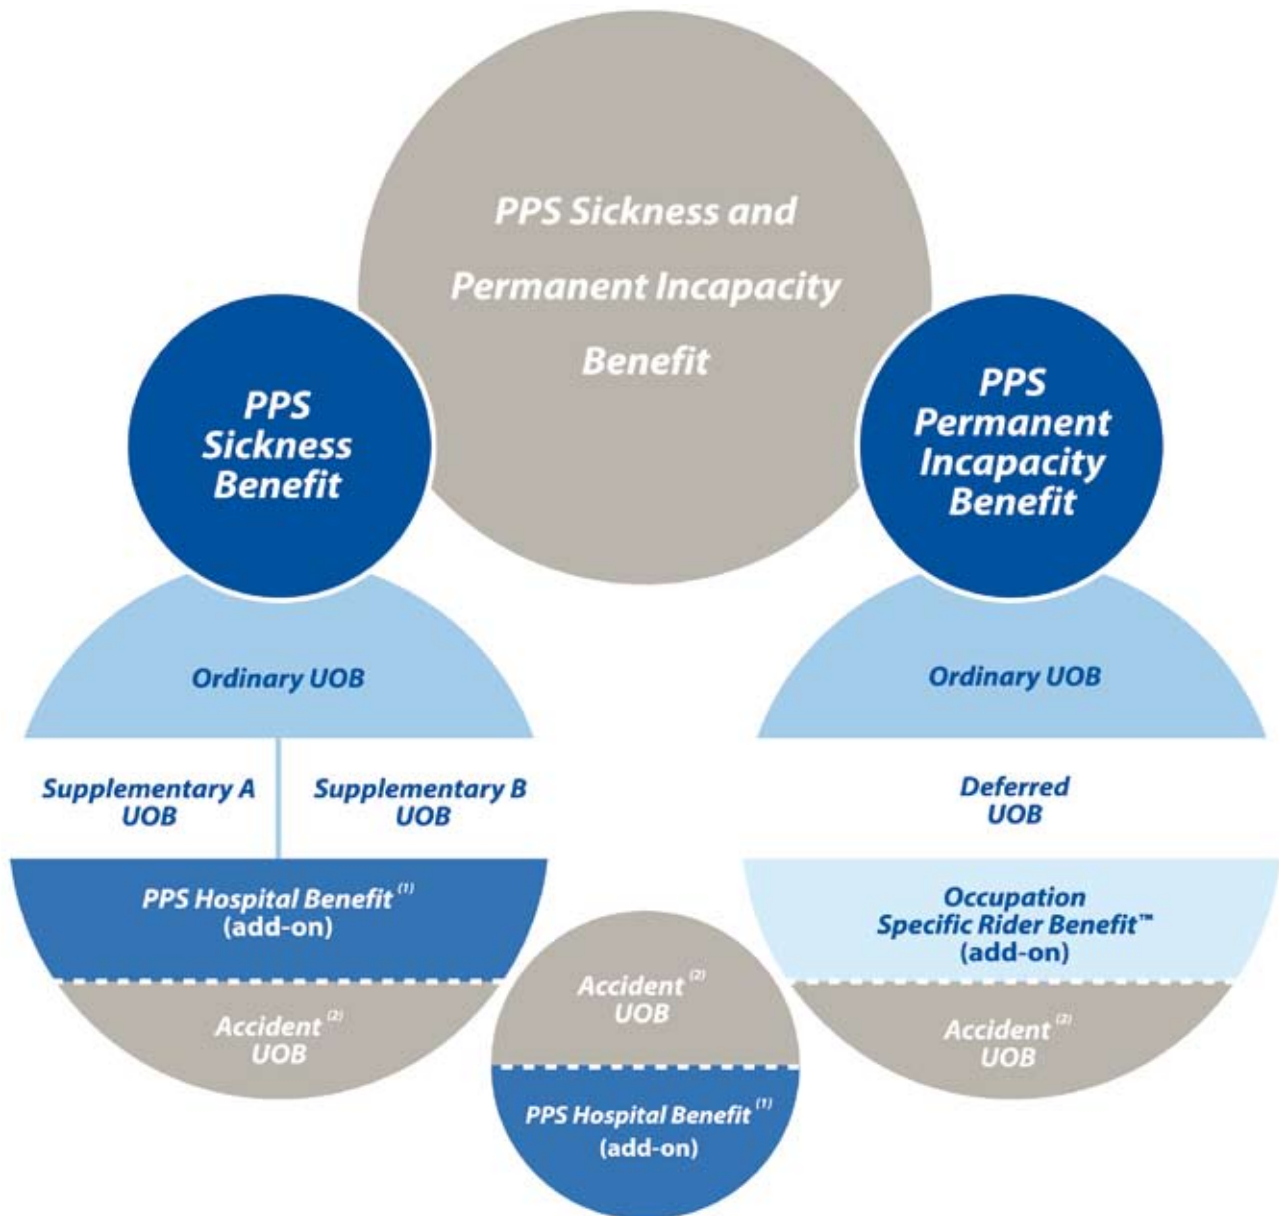 PPS Sickness and
Permanent Incapacity
Benefit
PPS
Sickness
Benefit
PPS
Permanent
Incapacity
Benefit
Ordinary UOB
Supplementary A
UOB
Supplementary B
UOB
PPS Hospital Benefit (1)
(add-on)
Accident (2)
UOB
Accident (2)
UOB
PPS Hospital Benefit (1)
(add-on)
Ordinary UOB
Deferred
UOB
Occupation
Specific Rider Benefit™
(add-on)
Accident (2)
UOB